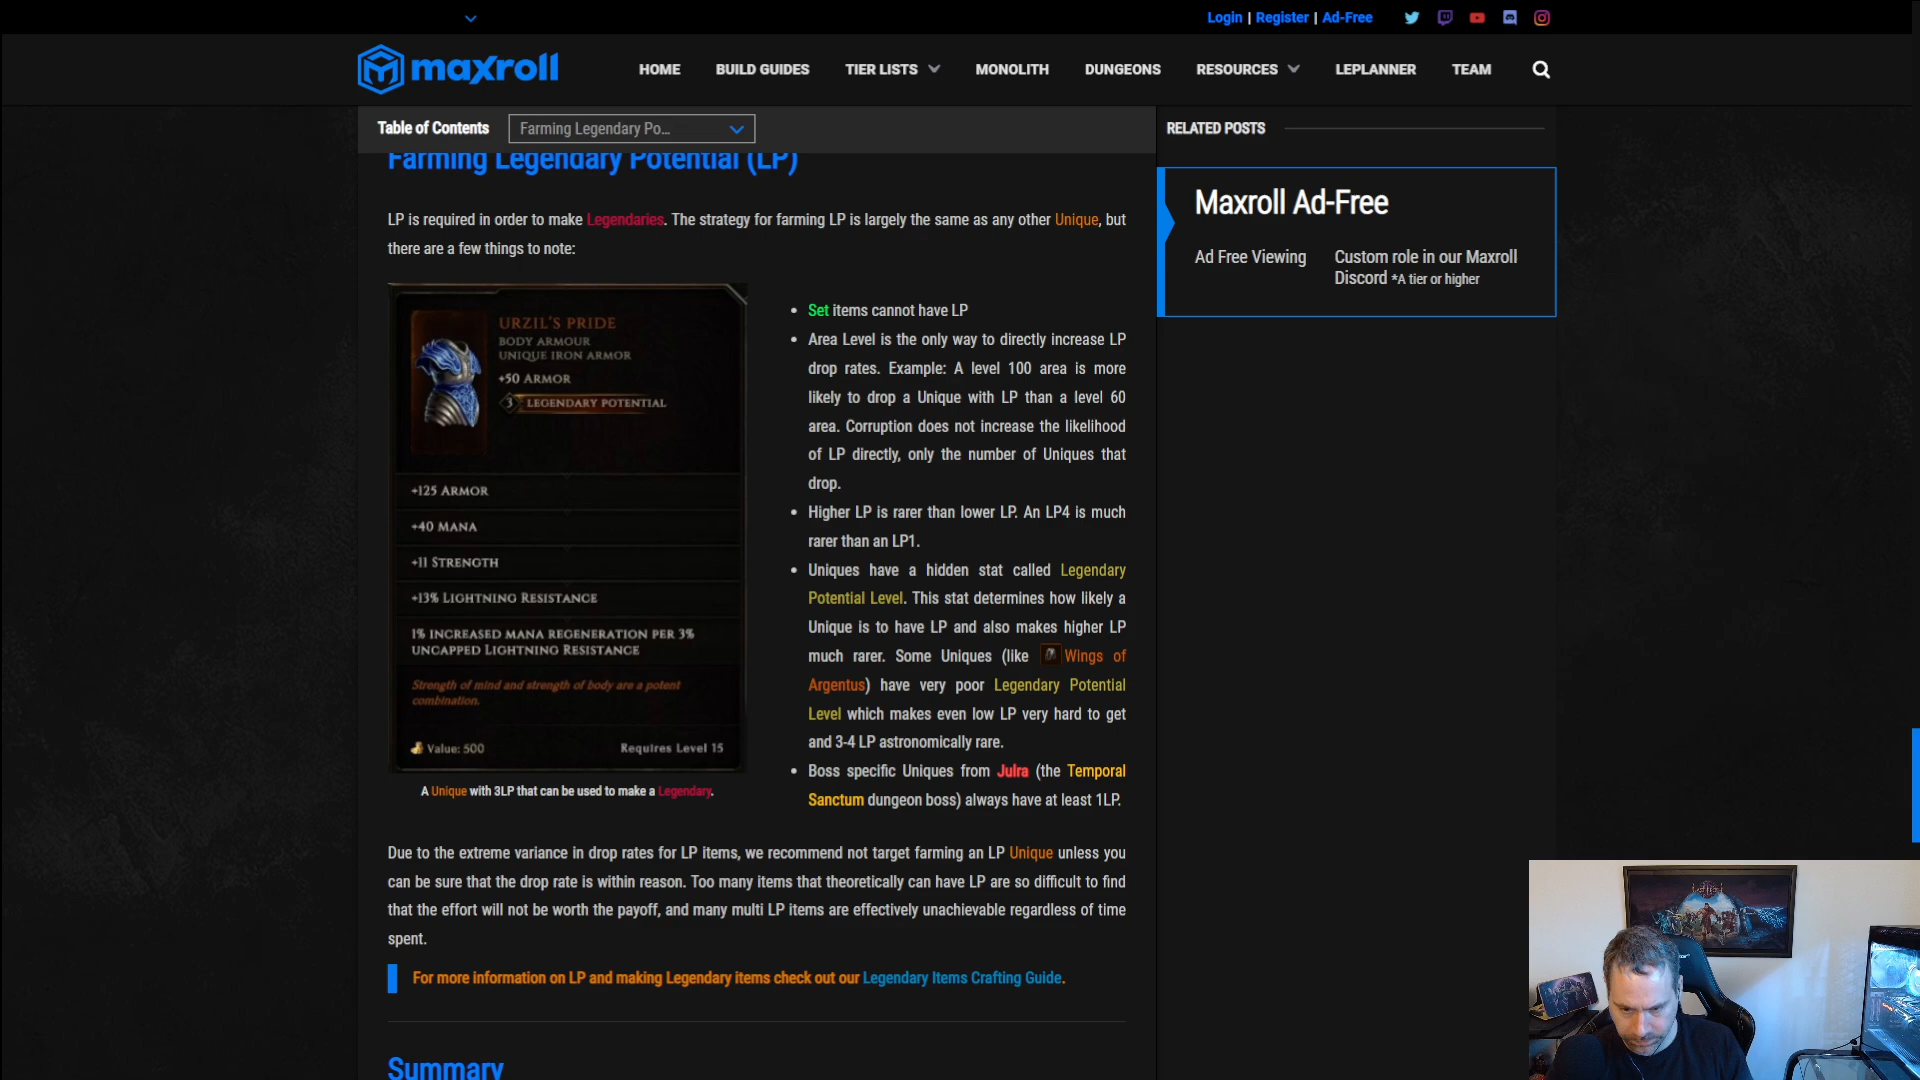 Login | Register | Ad-Free
maxroll
HOME
BUILD GUIDES
TIER LISTS
MONOLITH
DUNGEONS
RESOURCES
LEPLANNER
TEAM
Table of Contents
Farming Legendary Po...
RELATED POSTS
Farming Legendary Potential (LP)
LP is required in order to make Legendaries. The strategy for farming LP is largely the same as any other Unique, but
there are a few things to note:
Maxroll Ad-Free
Ad Free Viewing
Custom role in our Maxroll
Discord *A tier or higher
URZIL'S PRIDE
BODY ARMOUR
UNIQUE IRON ARMOR
+50 ARMOR
3 LEGENDARY POTENTIAL
+125 ARMOR
+40 MANA
+11 STRENGTH
+13% LIGHTNING RESISTANCE
1% INCREASED MANA REGENERATION PER 3%
UNCAPPED LIGHTNING RESISTANCE
Strength of mind and strength of body are a potent
combination.
Value: 500
Requires Level 15
A Unique with 3LP that can be used to make a Legendary.
• Set items cannot have LP
• Area Level is the only way to directly increase LP
drop rates. Example: A level 100 area is more
likely to drop a Unique with LP than a level 60
area. Corruption does not increase the likelihood
of LP directly, only the number of Uniques that
drop.
• Higher LP is rarer than lower LP. An LP4 is much
rarer than an LP1.
• Uniques have a hidden stat called Legendary
Potential Level. This stat determines how likely a
Unique is to have LP and also makes higher LP
much rarer. Some Uniques (like Wings of
Argentus) have very poor Legendary Potential
Level which makes even low LP very hard to get
and 3-4 LP astronomically rare.
• Boss specific Uniques from Julra (the Temporal
Sanctum dungeon boss) always have at least 1LP.
Due to the extreme variance in drop rates for LP items, we recommend not target farming an LP Unique unless you
can be sure that the drop rate is within reason. Too many items that theoretically can have LP are so difficult to find
that the effort will not be worth the payoff, and many multi LP items are effectively unachievable regardless of time
spent.
For more information on LP and making Legendary items check out our Legendary Items Crafting Guide.
Summary